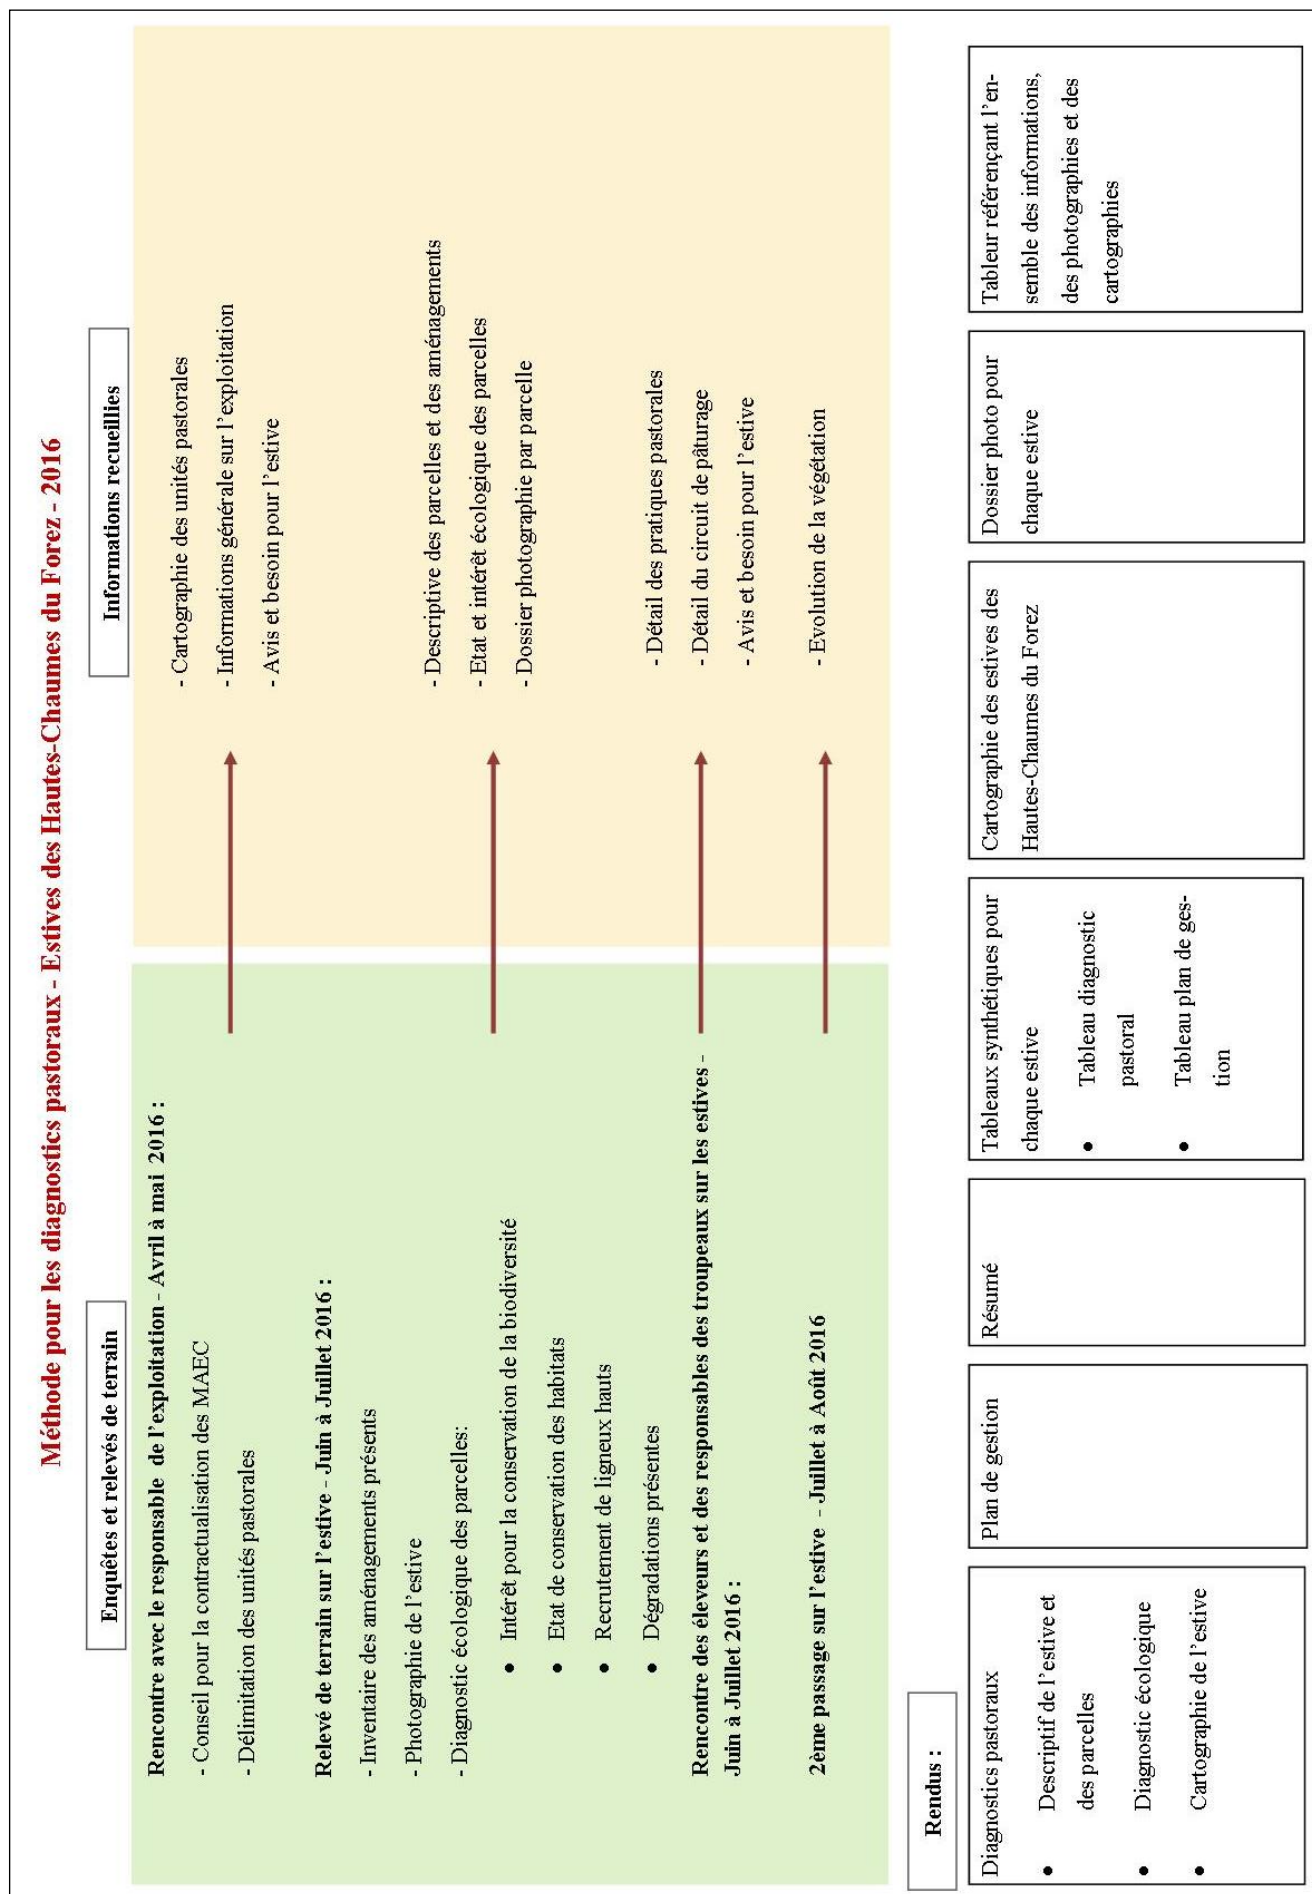 Méthode pour les diagnostics pastoraux - Estives des Hautes-Chaumes du Forez - 2016
Enquêtes et relevés de terrain
Rencontre avec le responsable de l'exploitation - Avril à mai 2016 :
- Conseil pour la contractualisation des MAEC
- Délimitation des unités pastorales
Relevé de terrain sur l'estive - Juin à Juillet 2016 :
- Inventaire des aménagements présents
- Photographie de l'estive
- Diagnostic écologique des parcelles:
• Intérêt pour la conservation de la biodiversité
• Etat de conservation des habitats
• Recrutement de ligneux hauts
• Dégradations présentes
Rencontre des éleveurs et des responsables des troupeaux sur les estives -
Juin à Juillet 2016 :
2ème passage sur l'estive - Juillet à Août 2016
Informations recueillies
- Cartographie des unités pastorales
- Informations générale sur l'exploitation
- Avis et besoin pour l'estive
- Descriptive des parcelles et des aménagements
- Etat et intérêt écologique des parcelles
- Dossier photographie par parcelle
- Détail des pratiques pastorales
- Détail du circuit de pâturage
- Avis et besoin pour l'estive
- Evolution de la végétation
Rendus :
Diagnostics pastoraux
• Descriptif de l'estive et
des parcelles
• Diagnostic écologique
• Cartographie de l'estive
Plan de gestion
Résumé
Tableaux synthétiques pour
chaque estive
• Tableau diagnostic
pastoral
• Tableau plan de ges-
tion
Cartographie des estives des
Hautes-Chaumes du Forez
Dossier photo pour
chaque estive
Tableur référençant l'en-
semble des informations,
des photographies et des
cartographies